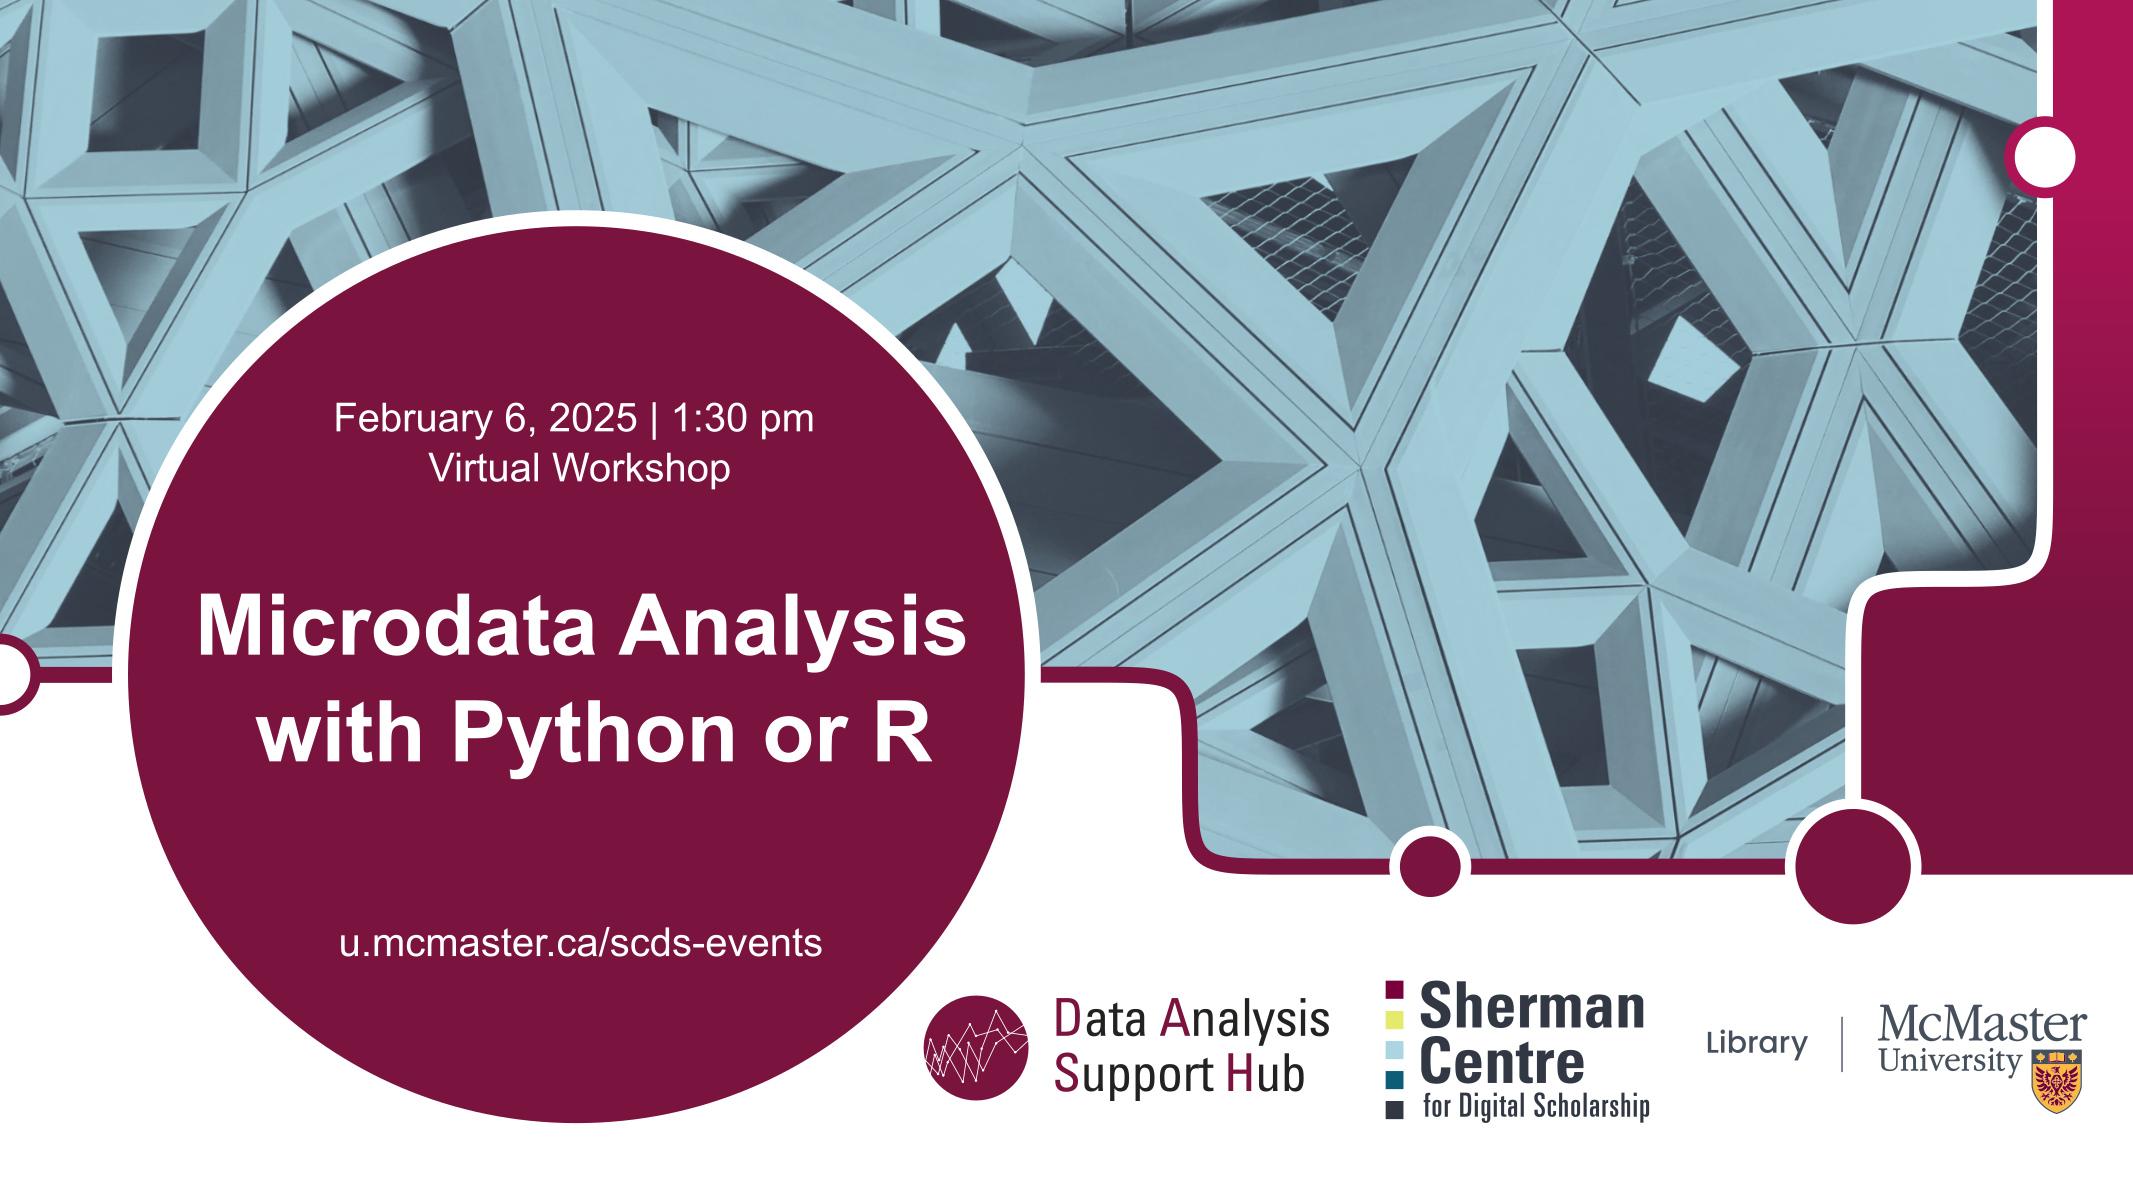 February 6, 2025 | 1:30 pm
Virtual Workshop
Microdata Analysis
with Python or R
u.mcmaster.ca/scds-events
Data Analysis
Support Hub
Sherman
Centre
for Digital Scholarship
Library
McMaster
University